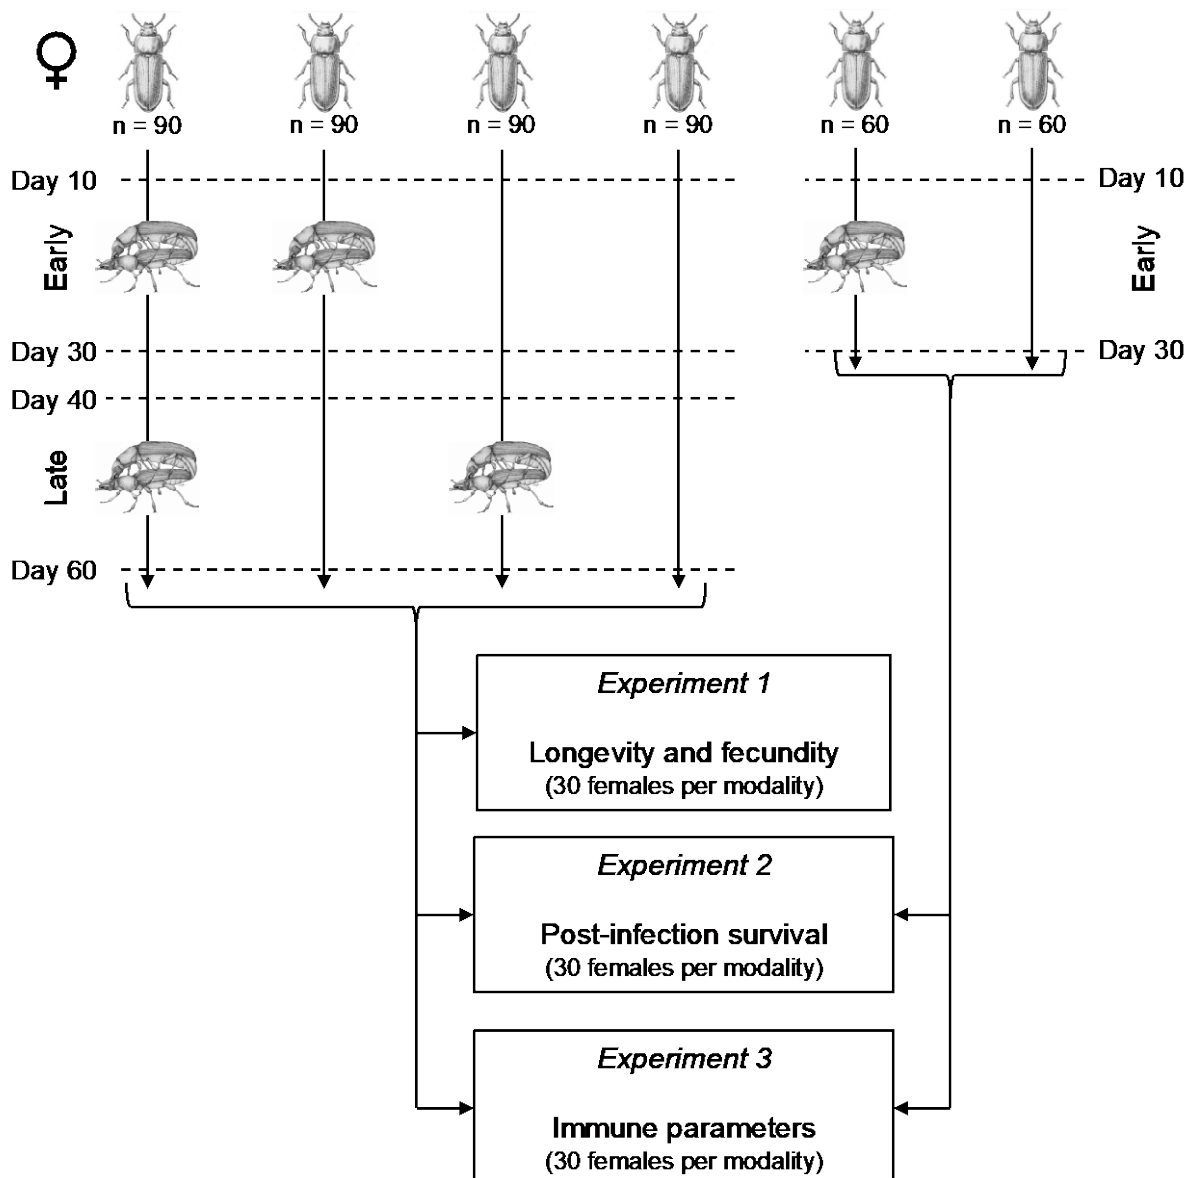 ♀
n = 90
n = 90
n = 90
n = 90
n = 60
n = 60
Day 10
Day 10
Early
Early
Day 30
Day 30
Day 40
Late
Day 60
Experiment 1
Longevity and fecundity
(30 females per modality)
Experiment 2
Post-infection survival
(30 females per modality)
Experiment 3
Immune parameters
(30 females per modality)